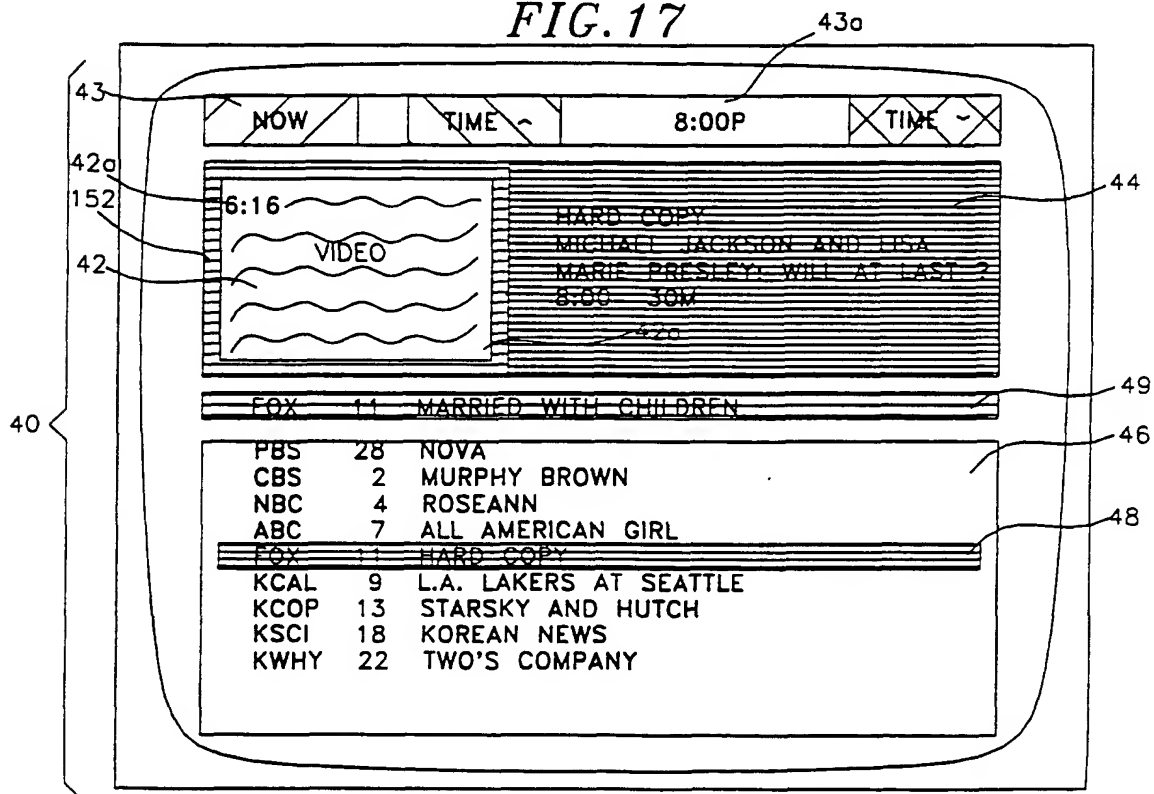 FIG. 17
43a
43
NOW TIME ~ 8:00P TIME ~
42a
152
42
6:16
VIDEO
44
HARD COPY
MICHAEL JACKSON AND LISA
MARIE PRESLEY: WILL AT LAST ?
8:00 30M
42a
49
FOX 11 MARRIED WITH CHILDREN
40
46
PBS 28 NOVA
CBS 2 MURPHY BROWN
NBC 4 ROSEANN
ABC 7 ALL AMERICAN GIRL
48
FOX 11 HARD COPY
KCAL 9 L.A. LAKERS AT SEATTLE
KCOP 13 STARSKY AND HUTCH
KSCI 18 KOREAN NEWS
KWHY 22 TWO'S COMPANY